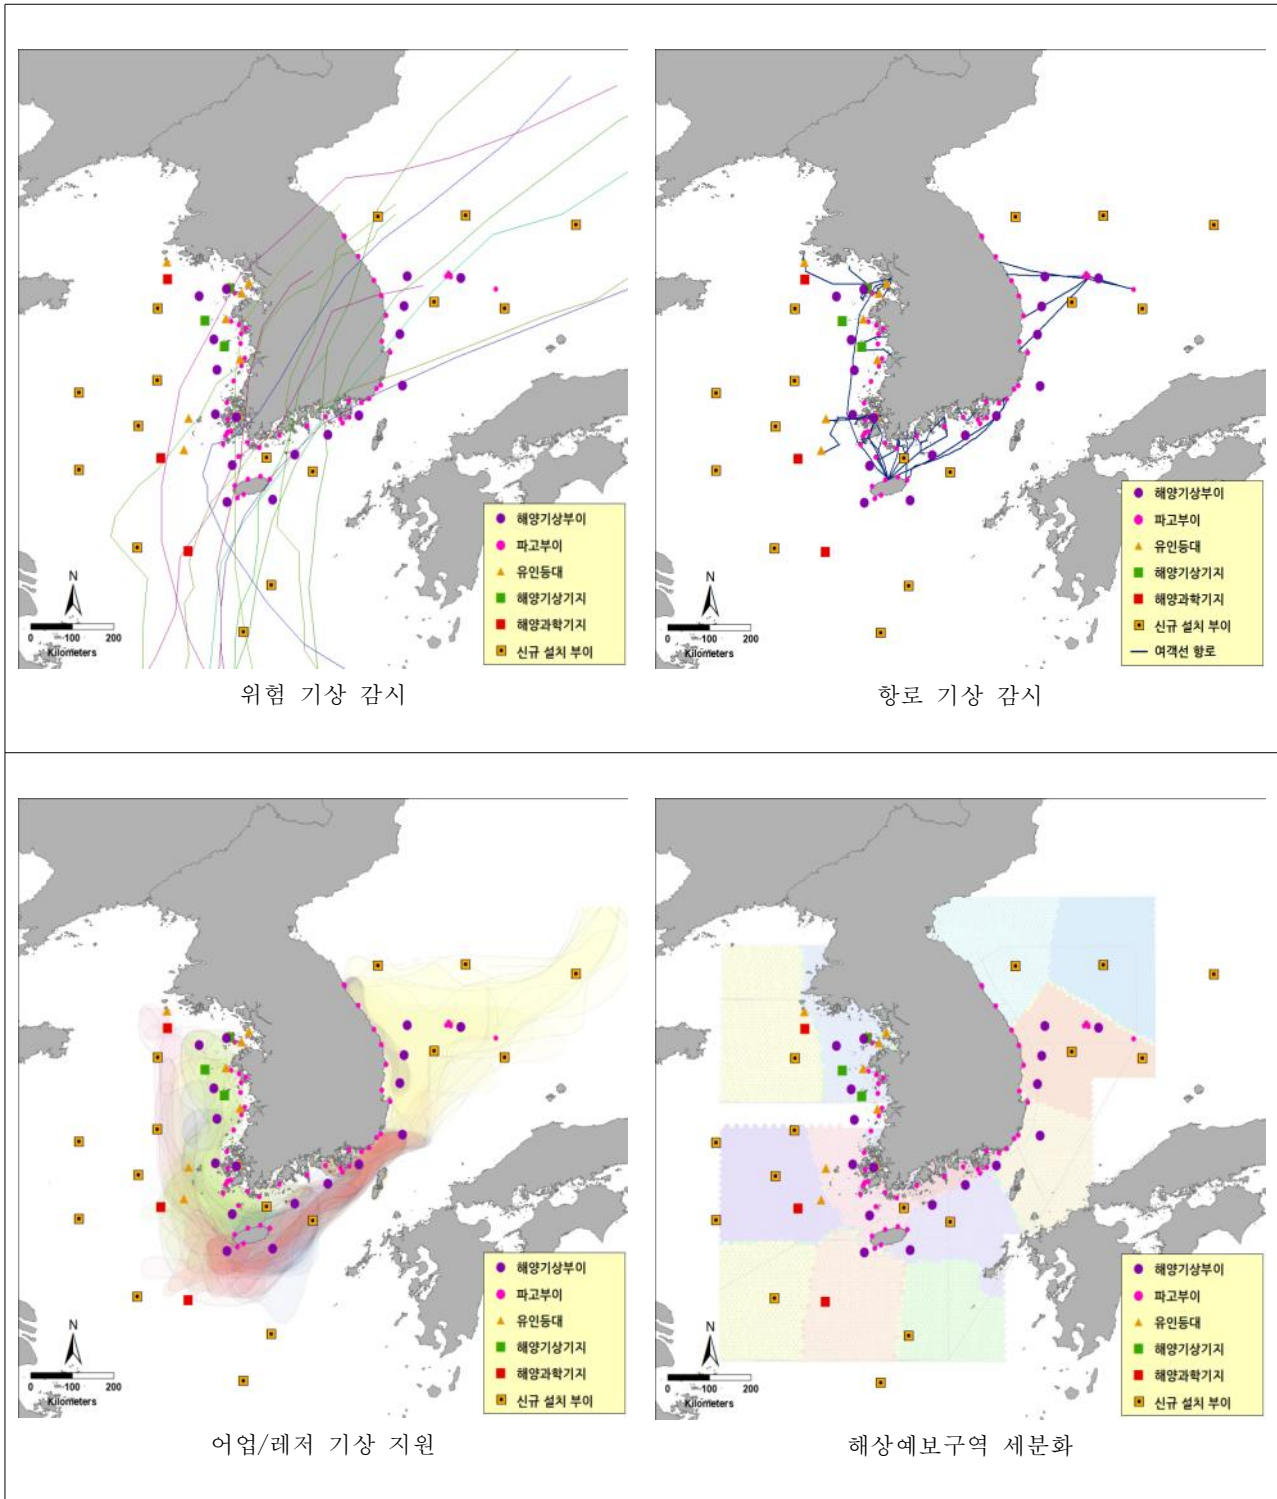 해양기상부이
파고부이
유인등대
해양기상기지
해양과학기지
신규 설치 부이
N
0 100 200
Kilometers
위험 기상 감시
해양기상부이
파고부이
유인등대
해양기상기지
해양과학기지
신규 설치 부이
여객선 항로
N
0 100 200
Kilometers
항로 기상 감시
해양기상부이
파고부이
유인등대
해양기상기지
해양과학기지
신규 설치 부이
N
0 100 200
Kilometers
어업/레저 기상 지원
해양기상부이
파고부이
유인등대
해양기상기지
해양과학기지
신규 설치 부이
N
0 100 200
Kilometers
해상예보구역 세분화